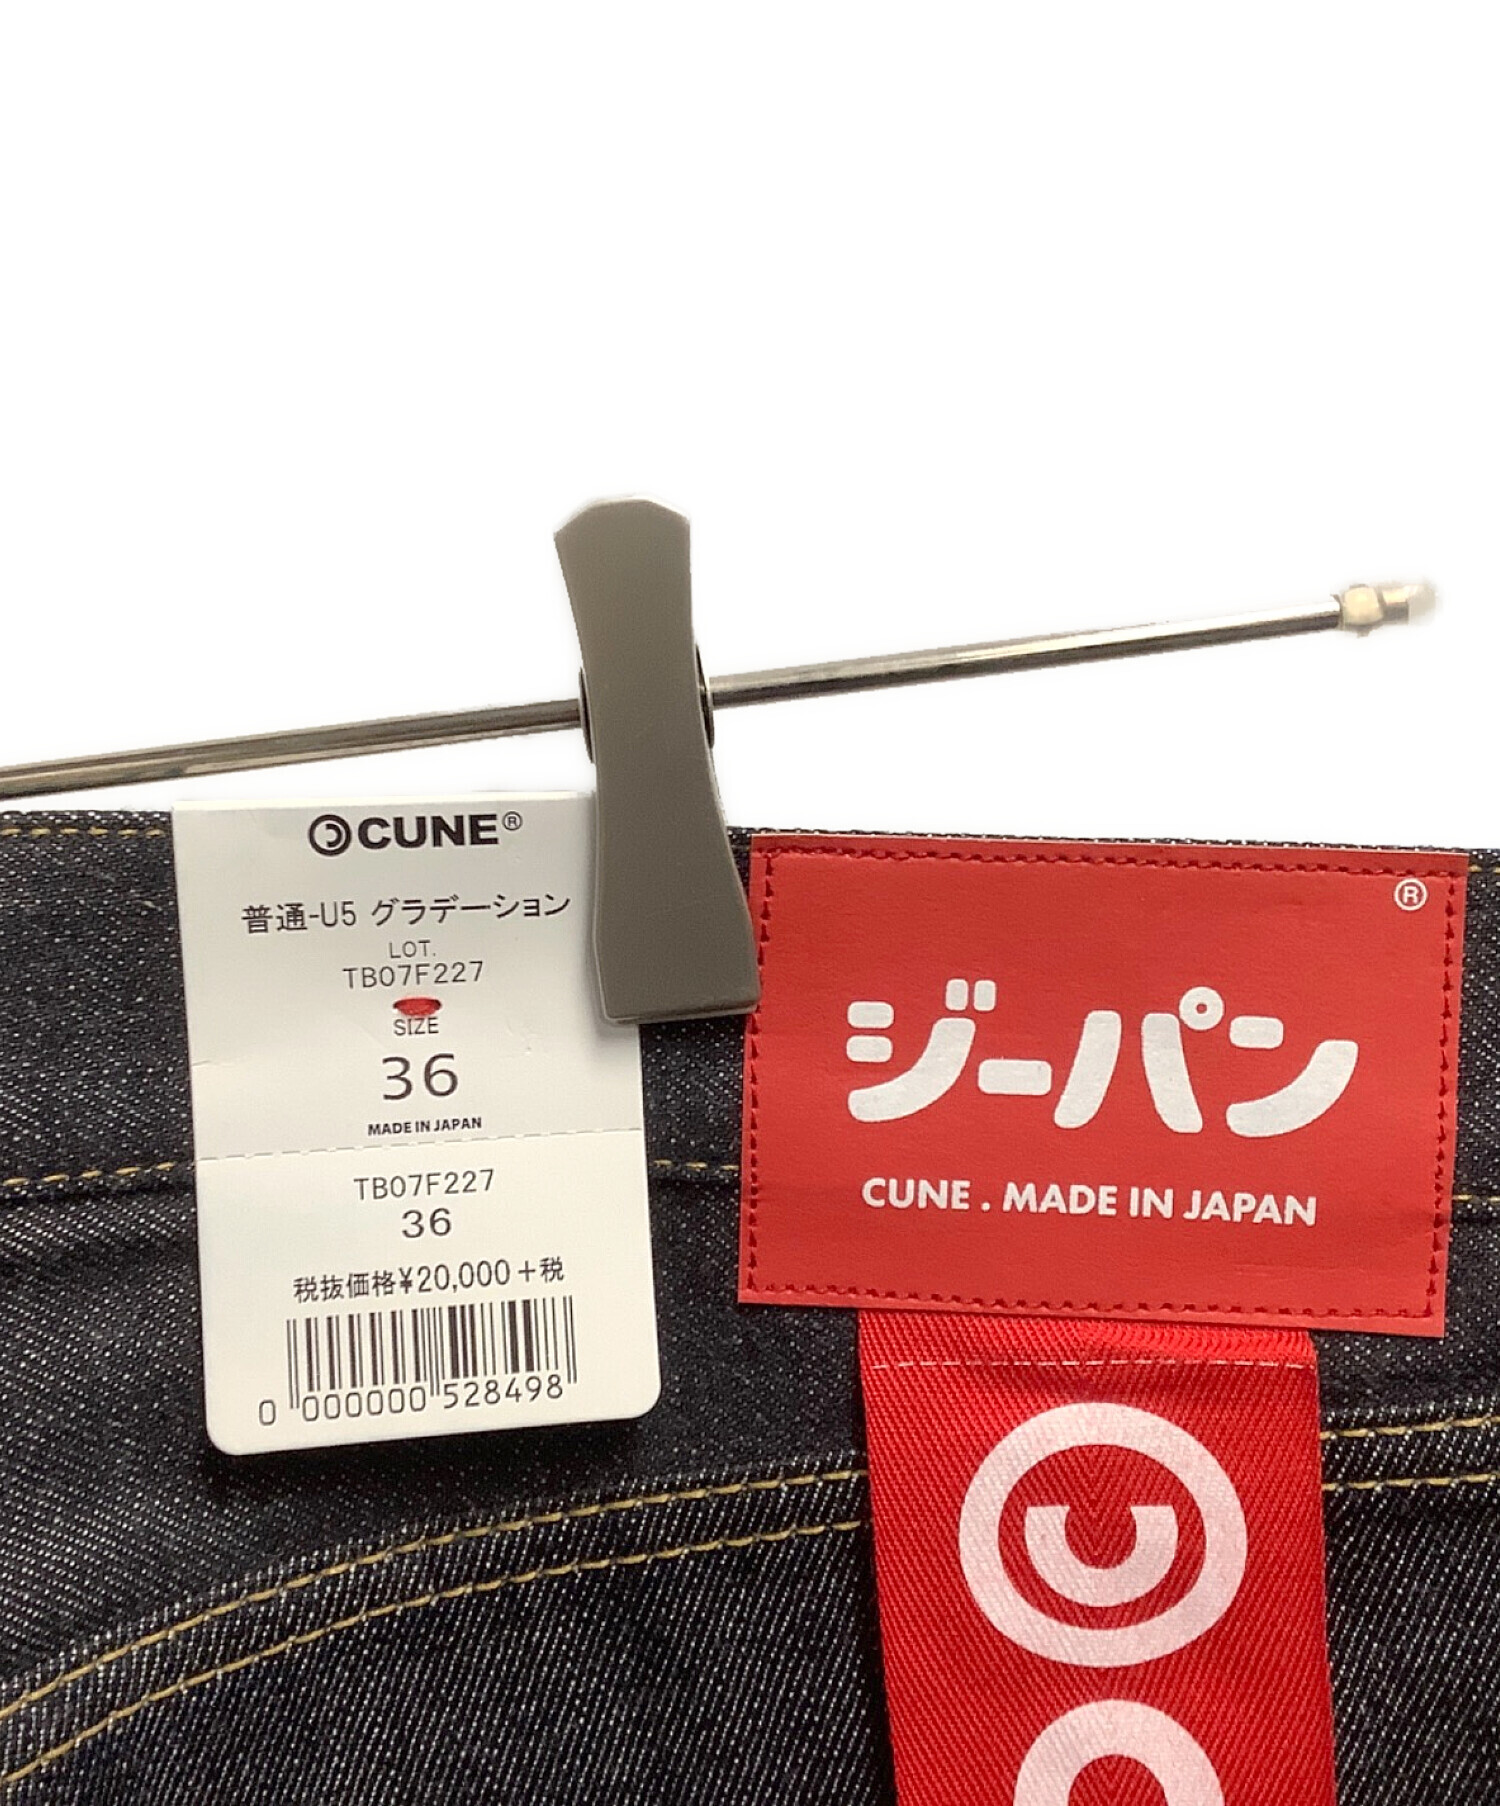 CUNE®
普通-U5 グラデーション
LOT.
TB07F227
SIZE
36
MADE IN JAPAN
TB07F227
36
税抜価格¥20,000+税
0 000000 528498
®
ジーパン
CUNE . MADE IN JAPAN